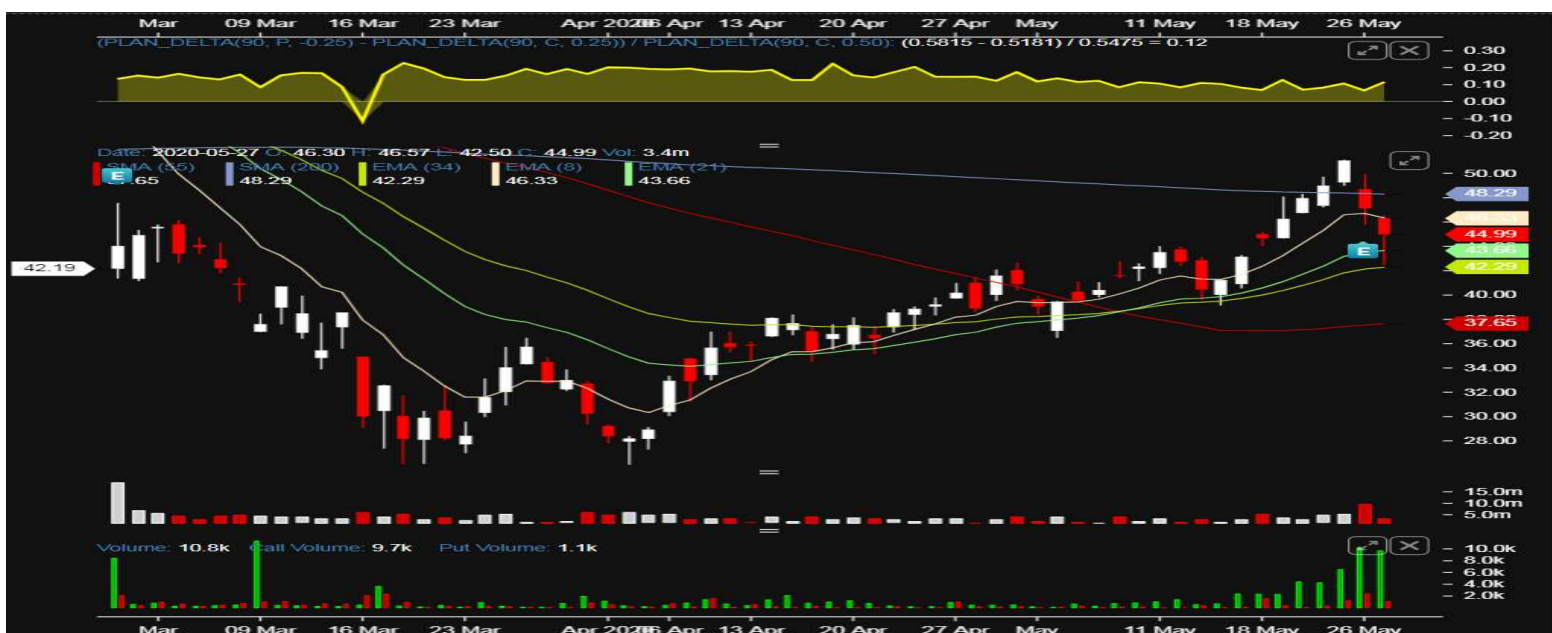 Mar 09 Mar 16 Mar 23 Mar Apr 2020 06 Apr 13 Apr 20 Apr 27 Apr May 11 May 18 May 26 May
(PLAN_DELTA(90, P, -0.25) - PLAN_DELTA(90, C, 0.25)) / PLAN_DELTA(90, C, 0.50): (0.5815 - 0.5181) / 0.5475 = 0.12
0.30
0.20
0.10
0.00
-0.10
-0.20
Date: 2020-05-27 O: 46.30 H: 46.57 L: 42.50 C: 44.99 Vol: 3.4m
SMA (55) SMA (200) EMA (34) EMA (8) EMA (21)
E 48.29 42.29 46.33 43.66
50.00
48.29
46.33
44.99
E
43.66
42.19
42.29
40.00
37.65
36.00
34.00
32.00
30.00
28.00
15.0m
10.0m
5.0m
Volume: 10.8k Call Volume: 9.7k Put Volume: 1.1k
10.0k
8.0k
6.0k
4.0k
2.0k
Mar 09 Mar 16 Mar 23 Mar Apr 2020 06 Apr 13 Apr 20 Apr 27 Apr May 11 May 18 May 26 May